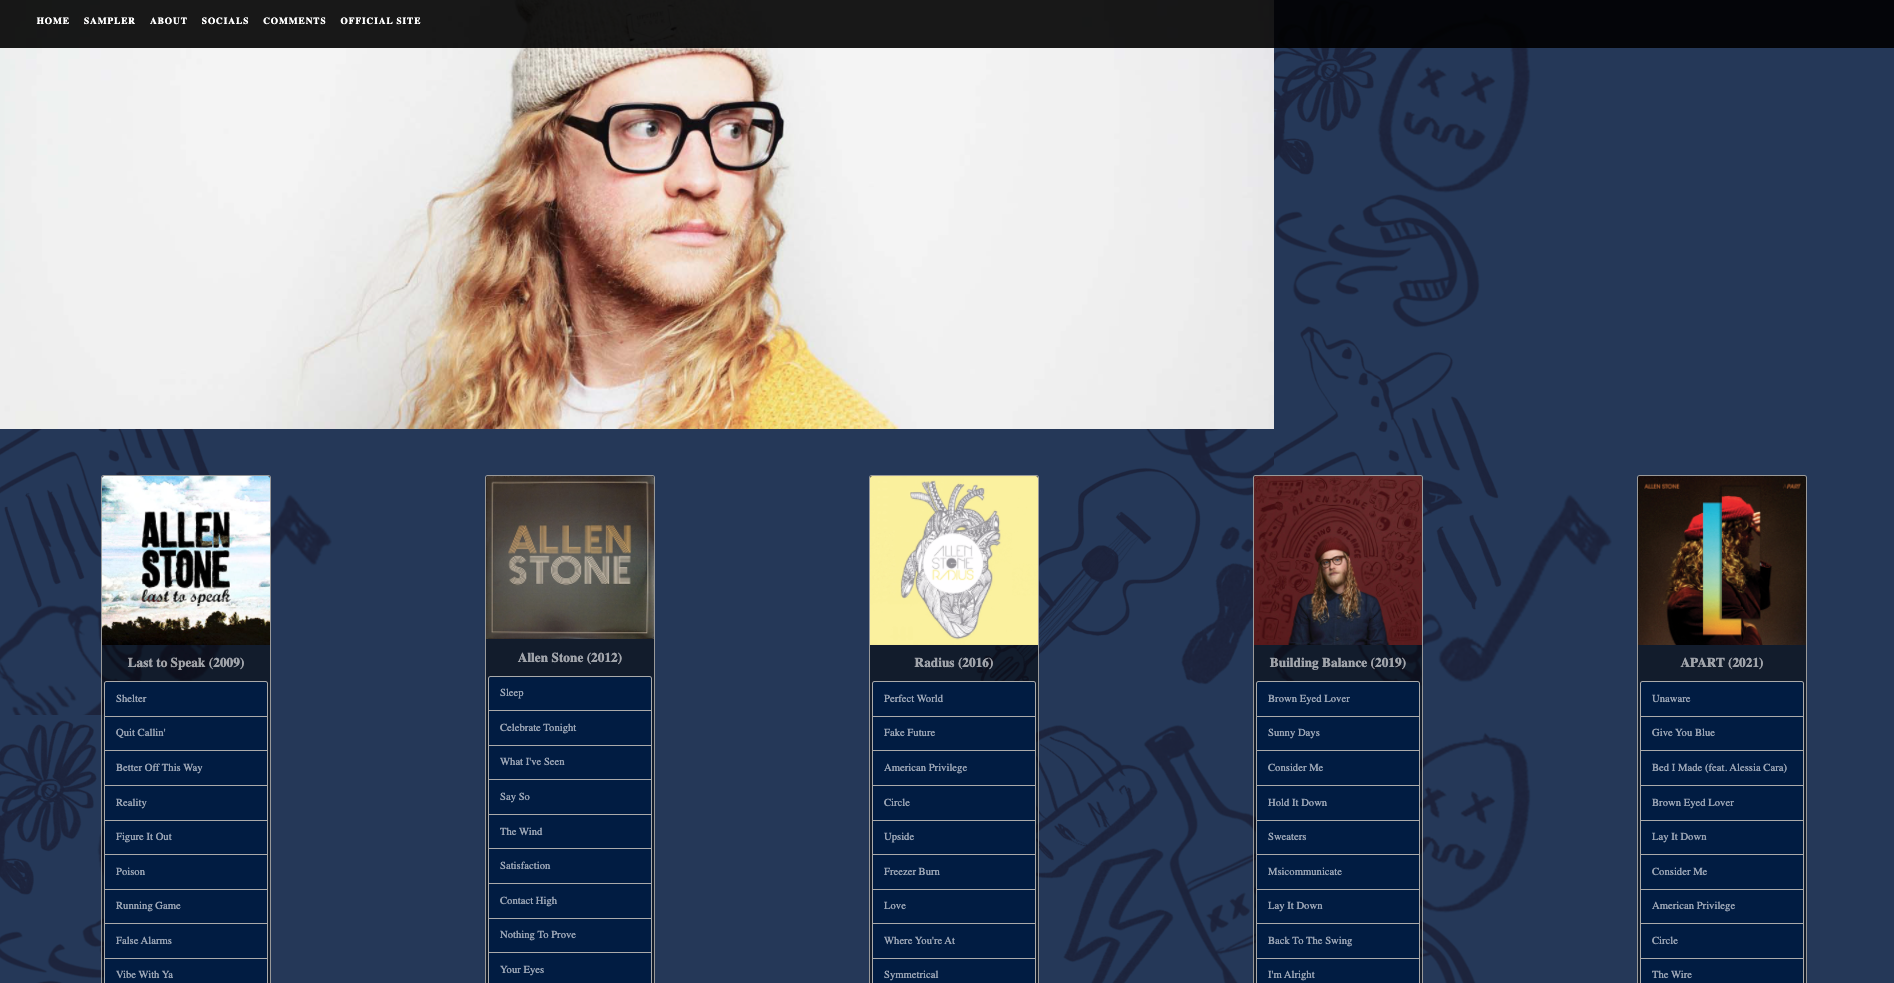 HOME SAMPLER ABOUT SOCIALS COMMENTS OFFICIAL SITE
ALLEN
STONE
last to speak
Last to Speak (2009)
Shelter
Quit Callin'
Better Off This Way
Reality
Figure It Out
Poison
Running Game
False Alarms
Vibe With Ya
ALLEN
STONE
Allen Stone (2012)
Sleep
Celebrate Tonight
What I've Seen
Say So
The Wind
Satisfaction
Contact High
Nothing To Prove
Your Eyes
ALLEN
STONE
RADIUS
Radius (2016)
Perfect World
Fake Future
American Privilege
Circle
Upside
Freezer Burn
Love
Where You're At
Symmetrical
ALLEN STONE
BUILDING BALANCE
Building Balance (2019)
Brown Eyed Lover
Sunny Days
Consider Me
Hold It Down
Sweaters
Msicommunicate
Lay It Down
Back To The Swing
I'm Alright
ALLEN STONE APART
APART (2021)
Unaware
Give You Blue
Bed I Made (feat. Alessia Cara)
Brown Eyed Lover
Lay It Down
Consider Me
American Privilege
Circle
The Wire